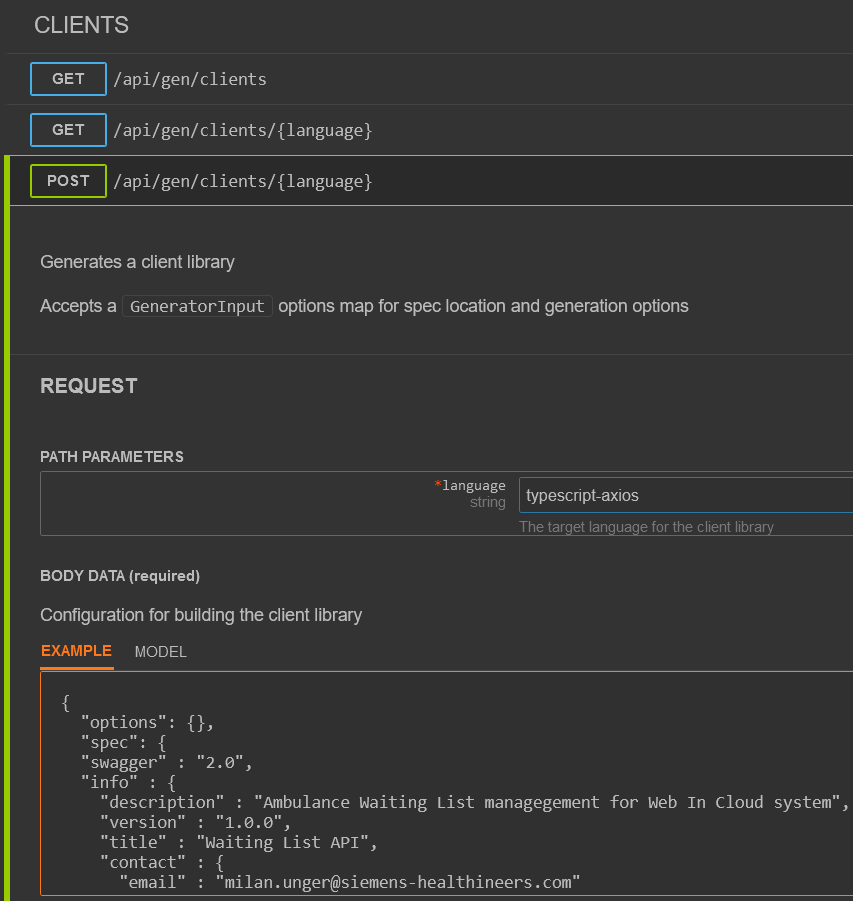 CLIENTS
GET /api/gen/clients
GET /api/gen/clients/{language}
POST /api/gen/clients/{language}
Generates a client library
Accepts a GeneratorInput options map for spec location and generation options
REQUEST
PATH PARAMETERS
*language typescript-axios
string
The target language for the client library
BODY DATA (required)
Configuration for building the client library
EXAMPLE MODEL
{
"options": {},
"spec": {
"swagger" : "2.0",
"info" : {
"description" : "Ambulance Waiting List managegement for Web In Cloud system",
"version" : "1.0.0",
"title" : "Waiting List API",
"contact" : {
"email" : "milan.unger@siemens-healthineers.com"